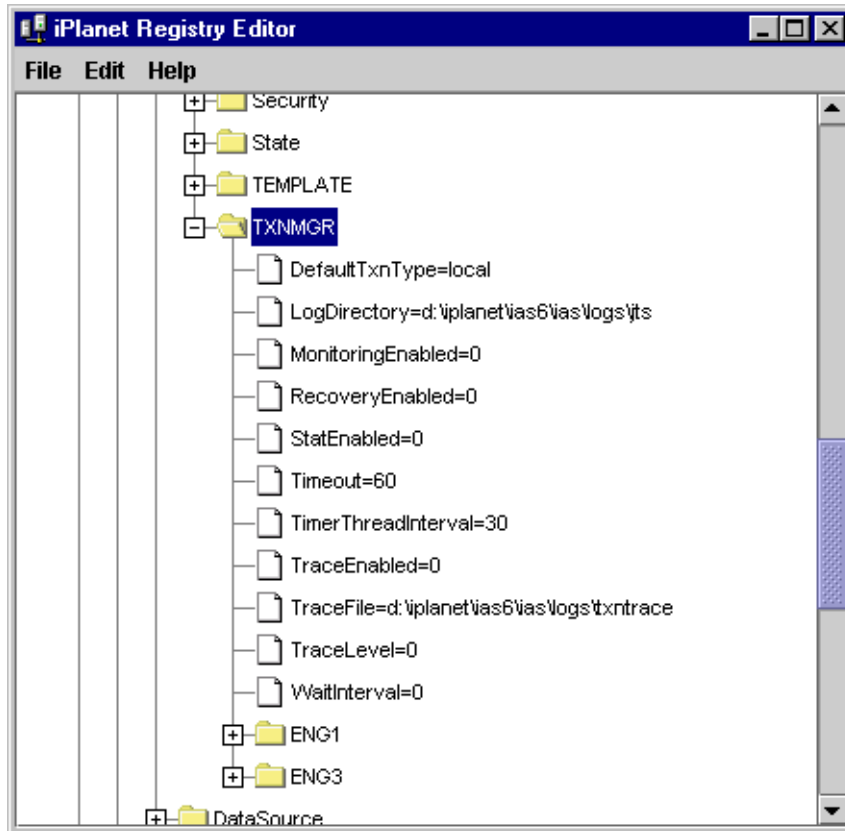 iPlanet Registry Editor
File Edit Help
Security
State
TEMPLATE
TXNMGR
DefaultTxnType=local
LogDirectory=d:\iplanet\ias6\ias\logs\jts
MonitoringEnabled=0
RecoveryEnabled=0
StatEnabled=0
Timeout=60
TimerThreadInterval=30
TraceEnabled=0
TraceFile=d:\iplanet\ias6\ias\logs\txntrace
TraceLevel=0
WaitInterval=0
ENG1
ENG3
DataSource